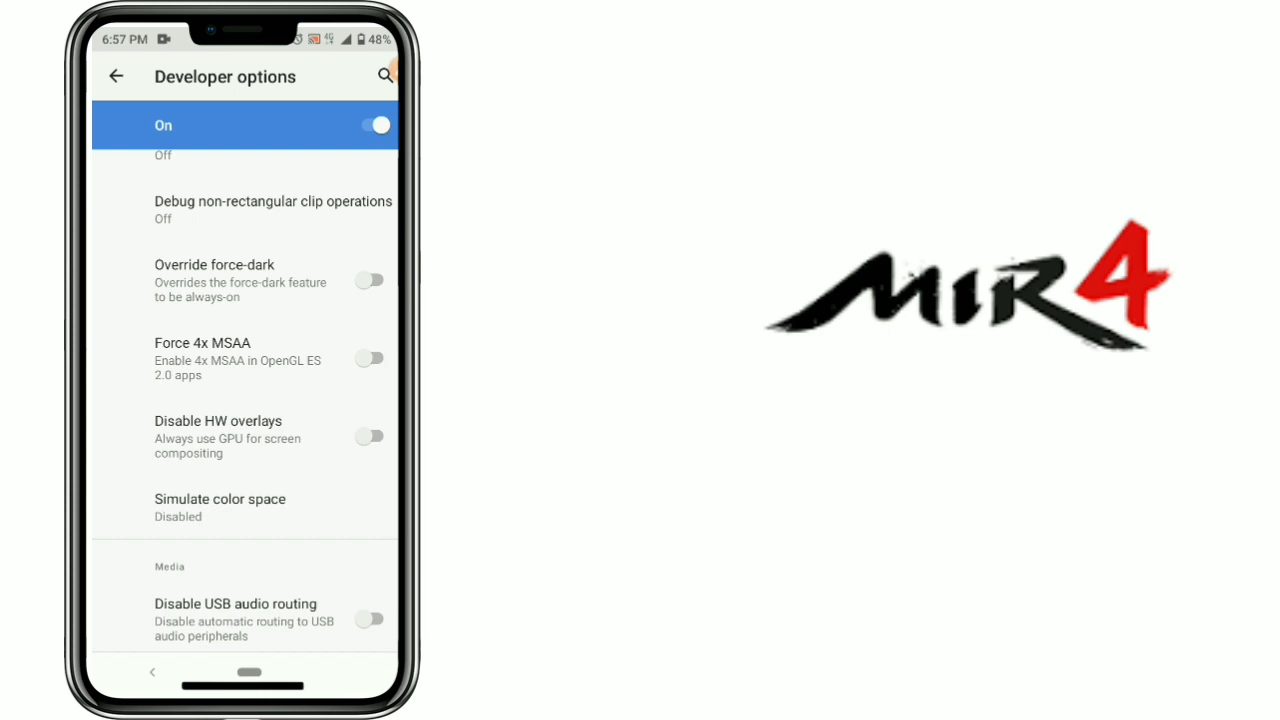 6:57 PM 4G 48%
Developer options
On
Off
Debug non-rectangular clip operations
Off
Override force-dark
Overrides the force-dark feature
to be always-on
Force 4x MSAA
Enable 4x MSAA in OpenGL ES
2.0 apps
Disable HW overlays
Always use GPU for screen
compositing
Simulate color space
Disabled
Media
Disable USB audio routing
Disable automatic routing to USB
audio peripherals
MIR4